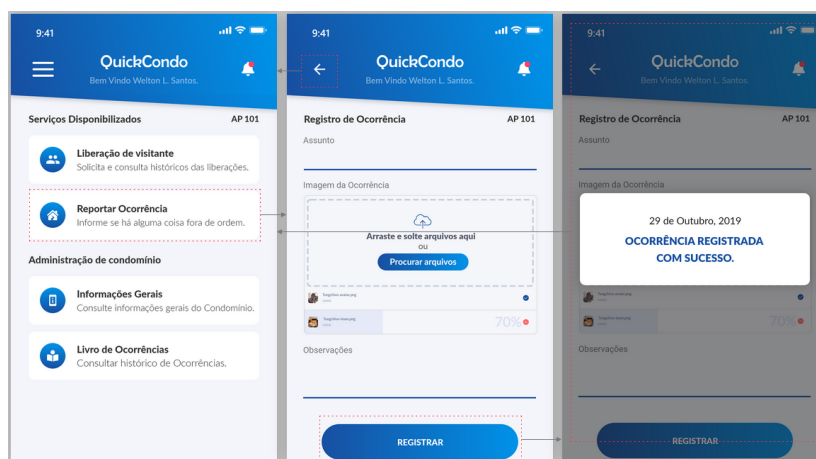 9:41
QuickCondo
Bem Vindo Welton L. Santos.
Serviços Disponibilizados AP 101
Liberação de visitante
Solicita e consulta históricos das liberações.
Reportar Ocorrência
Informe se há alguma coisa fora de ordem.
Administração de condomínio
Informações Gerais
Consulte informações gerais do Condomínio.
Livro de Ocorrências
Consultar histórico de Ocorrências.
9:41
QuickCondo
Bem Vindo Welton L. Santos.
Registro de Ocorrência AP 101
Assunto
Imagem da Ocorrência
Arraste e solte arquivos aqui
ou
Procurar arquivos
70%
Observações
REGISTRAR
9:41
QuickCondo
Bem Vindo Welton L. Santos.
Registro de Ocorrência AP 101
Assunto
Imagem da Ocorrência
29 de Outubro, 2019
OCORRÊNCIA REGISTRADA
COM SUCESSO.
70%
Observações
REGISTRAR